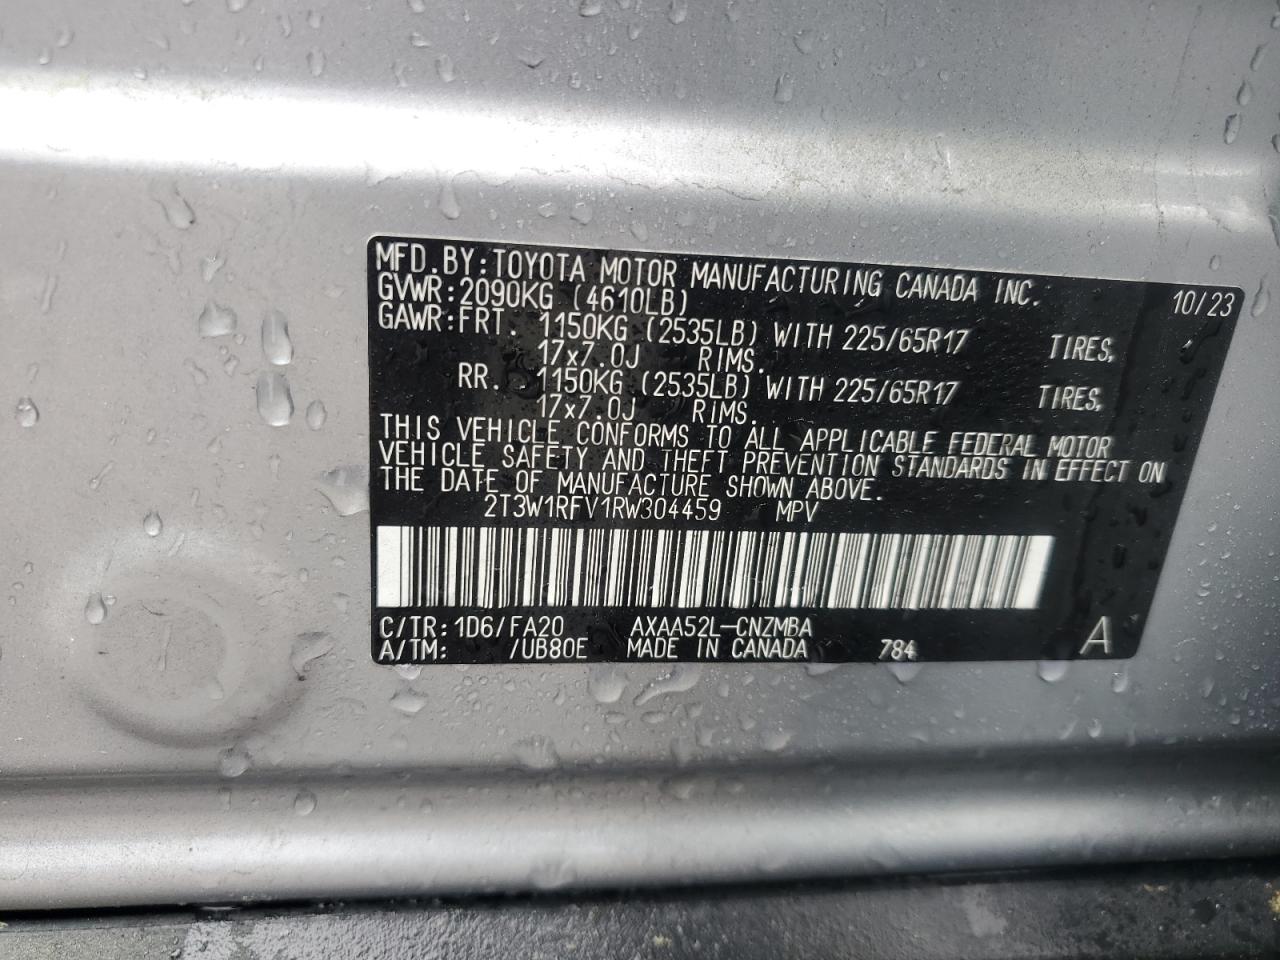 MFD.BY:TOYOTA MOTOR MANUFACTURING CANADA INC. 10/23
GVWR:2090KG (4610LB)
GAWR:FRT. 1150KG (2535LB) WITH 225/65R17 TIRES,
17x7.0J RIMS.
RR. 1150KG (2535LB) WITH 225/65R17 TIRES,
17x7.0J RIMS.
THIS VEHICLE CONFORMS TO ALL APPLICABLE FEDERAL MOTOR
VEHICLE SAFETY AND THEFT PREVENTION STANDARDS IN EFFECT ON
THE DATE OF MANUFACTURE SHOWN ABOVE.
2T3W1RFV1RW304459 MPV
C/TR:1D6/FA20 AXAA52L-CNZMBA A
A/TM: /UB80E MADE IN CANADA 784